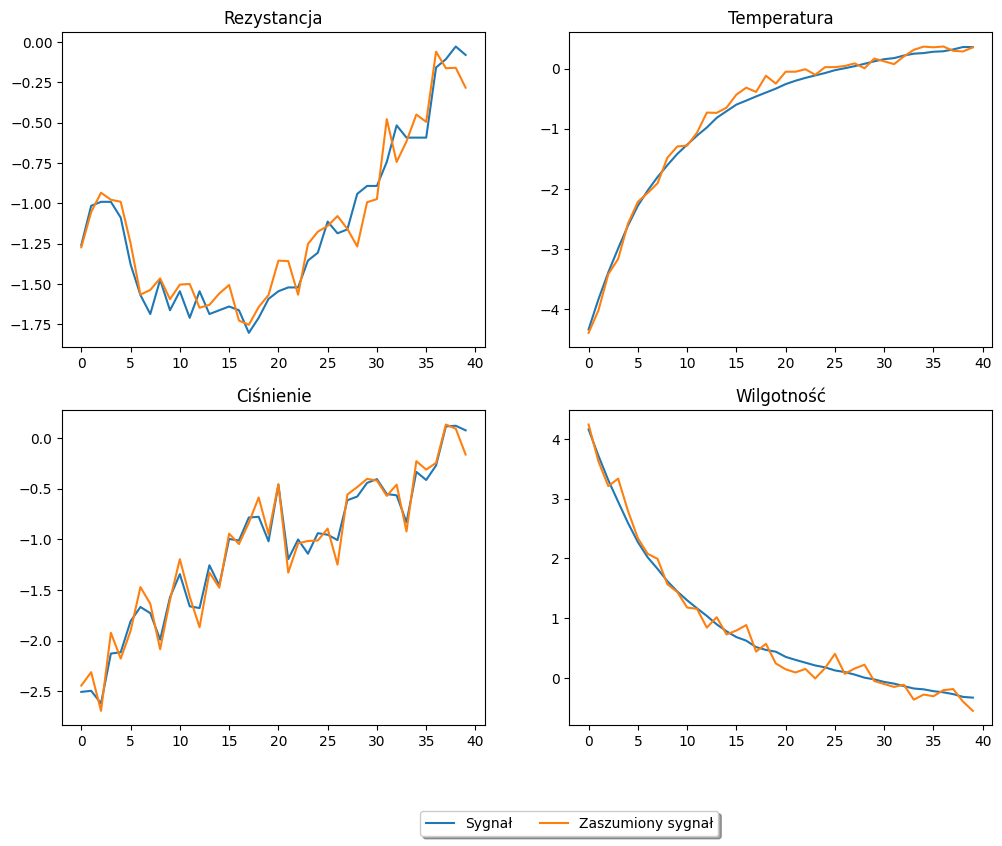 Rezystancja
0.00
−0.25
−0.50
−0.75
−1.00
−1.25
−1.50
−1.75
0 5 10 15 20 25 30 35 40
Temperatura
0
−1
−2
−3
−4
0 5 10 15 20 25 30 35 40
Ciśnienie
0.0
−0.5
−1.0
−1.5
−2.0
−2.5
0 5 10 15 20 25 30 35 40
Wilgotność
4
3
2
1
0
0 5 10 15 20 25 30 35 40
Sygnał Zaszumiony sygnał